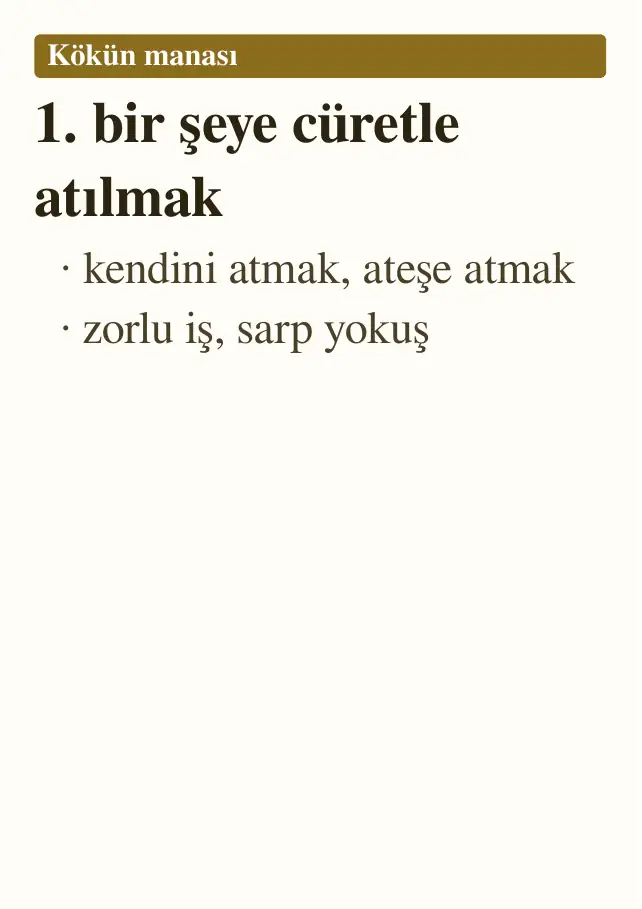 Kökün manası
1. bir şeye cüretle
atılmak
· kendini atmak, ateşe atmak
· zorlu iş, sarp yokuş